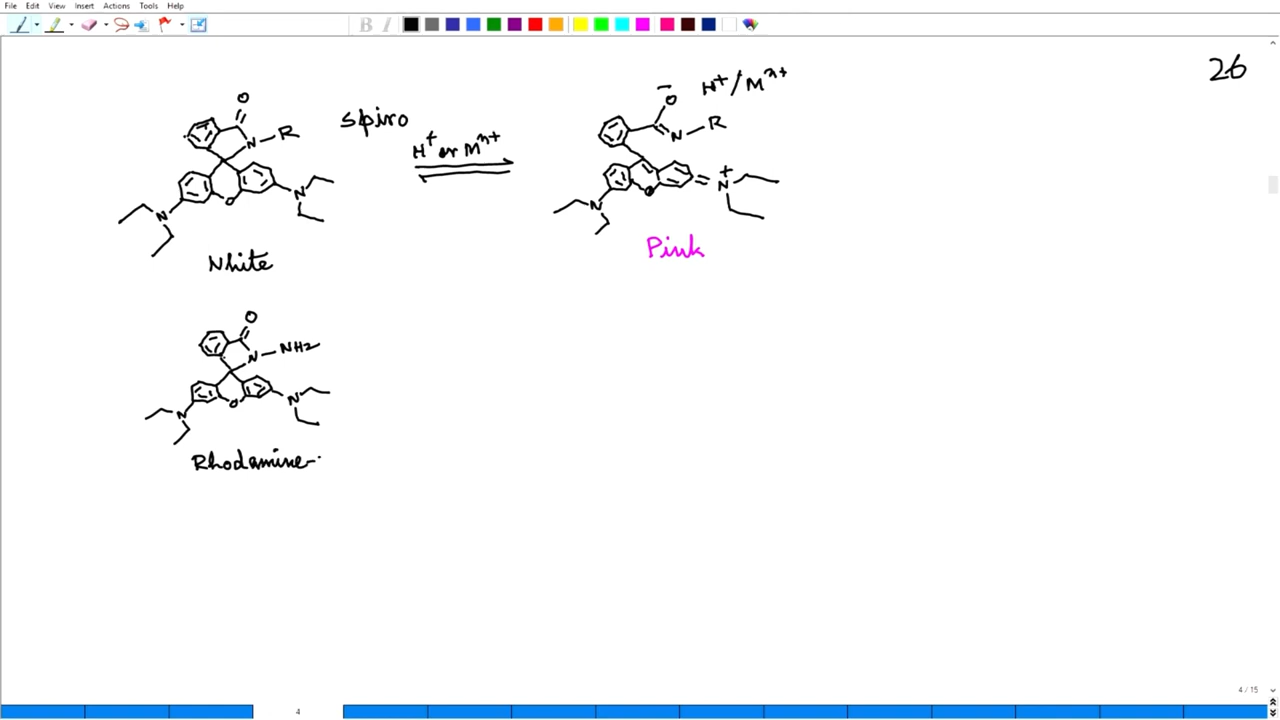 File Edit View Insert Actions Tools Help
B I
26
O
N-R
O
N
N
White
spiro
H+ or Mn+
O- H+/Mn+
N-R
O
N
N+
Pink
O
N-NH2
O
N
N
Rhodamine-
4 / 15
4